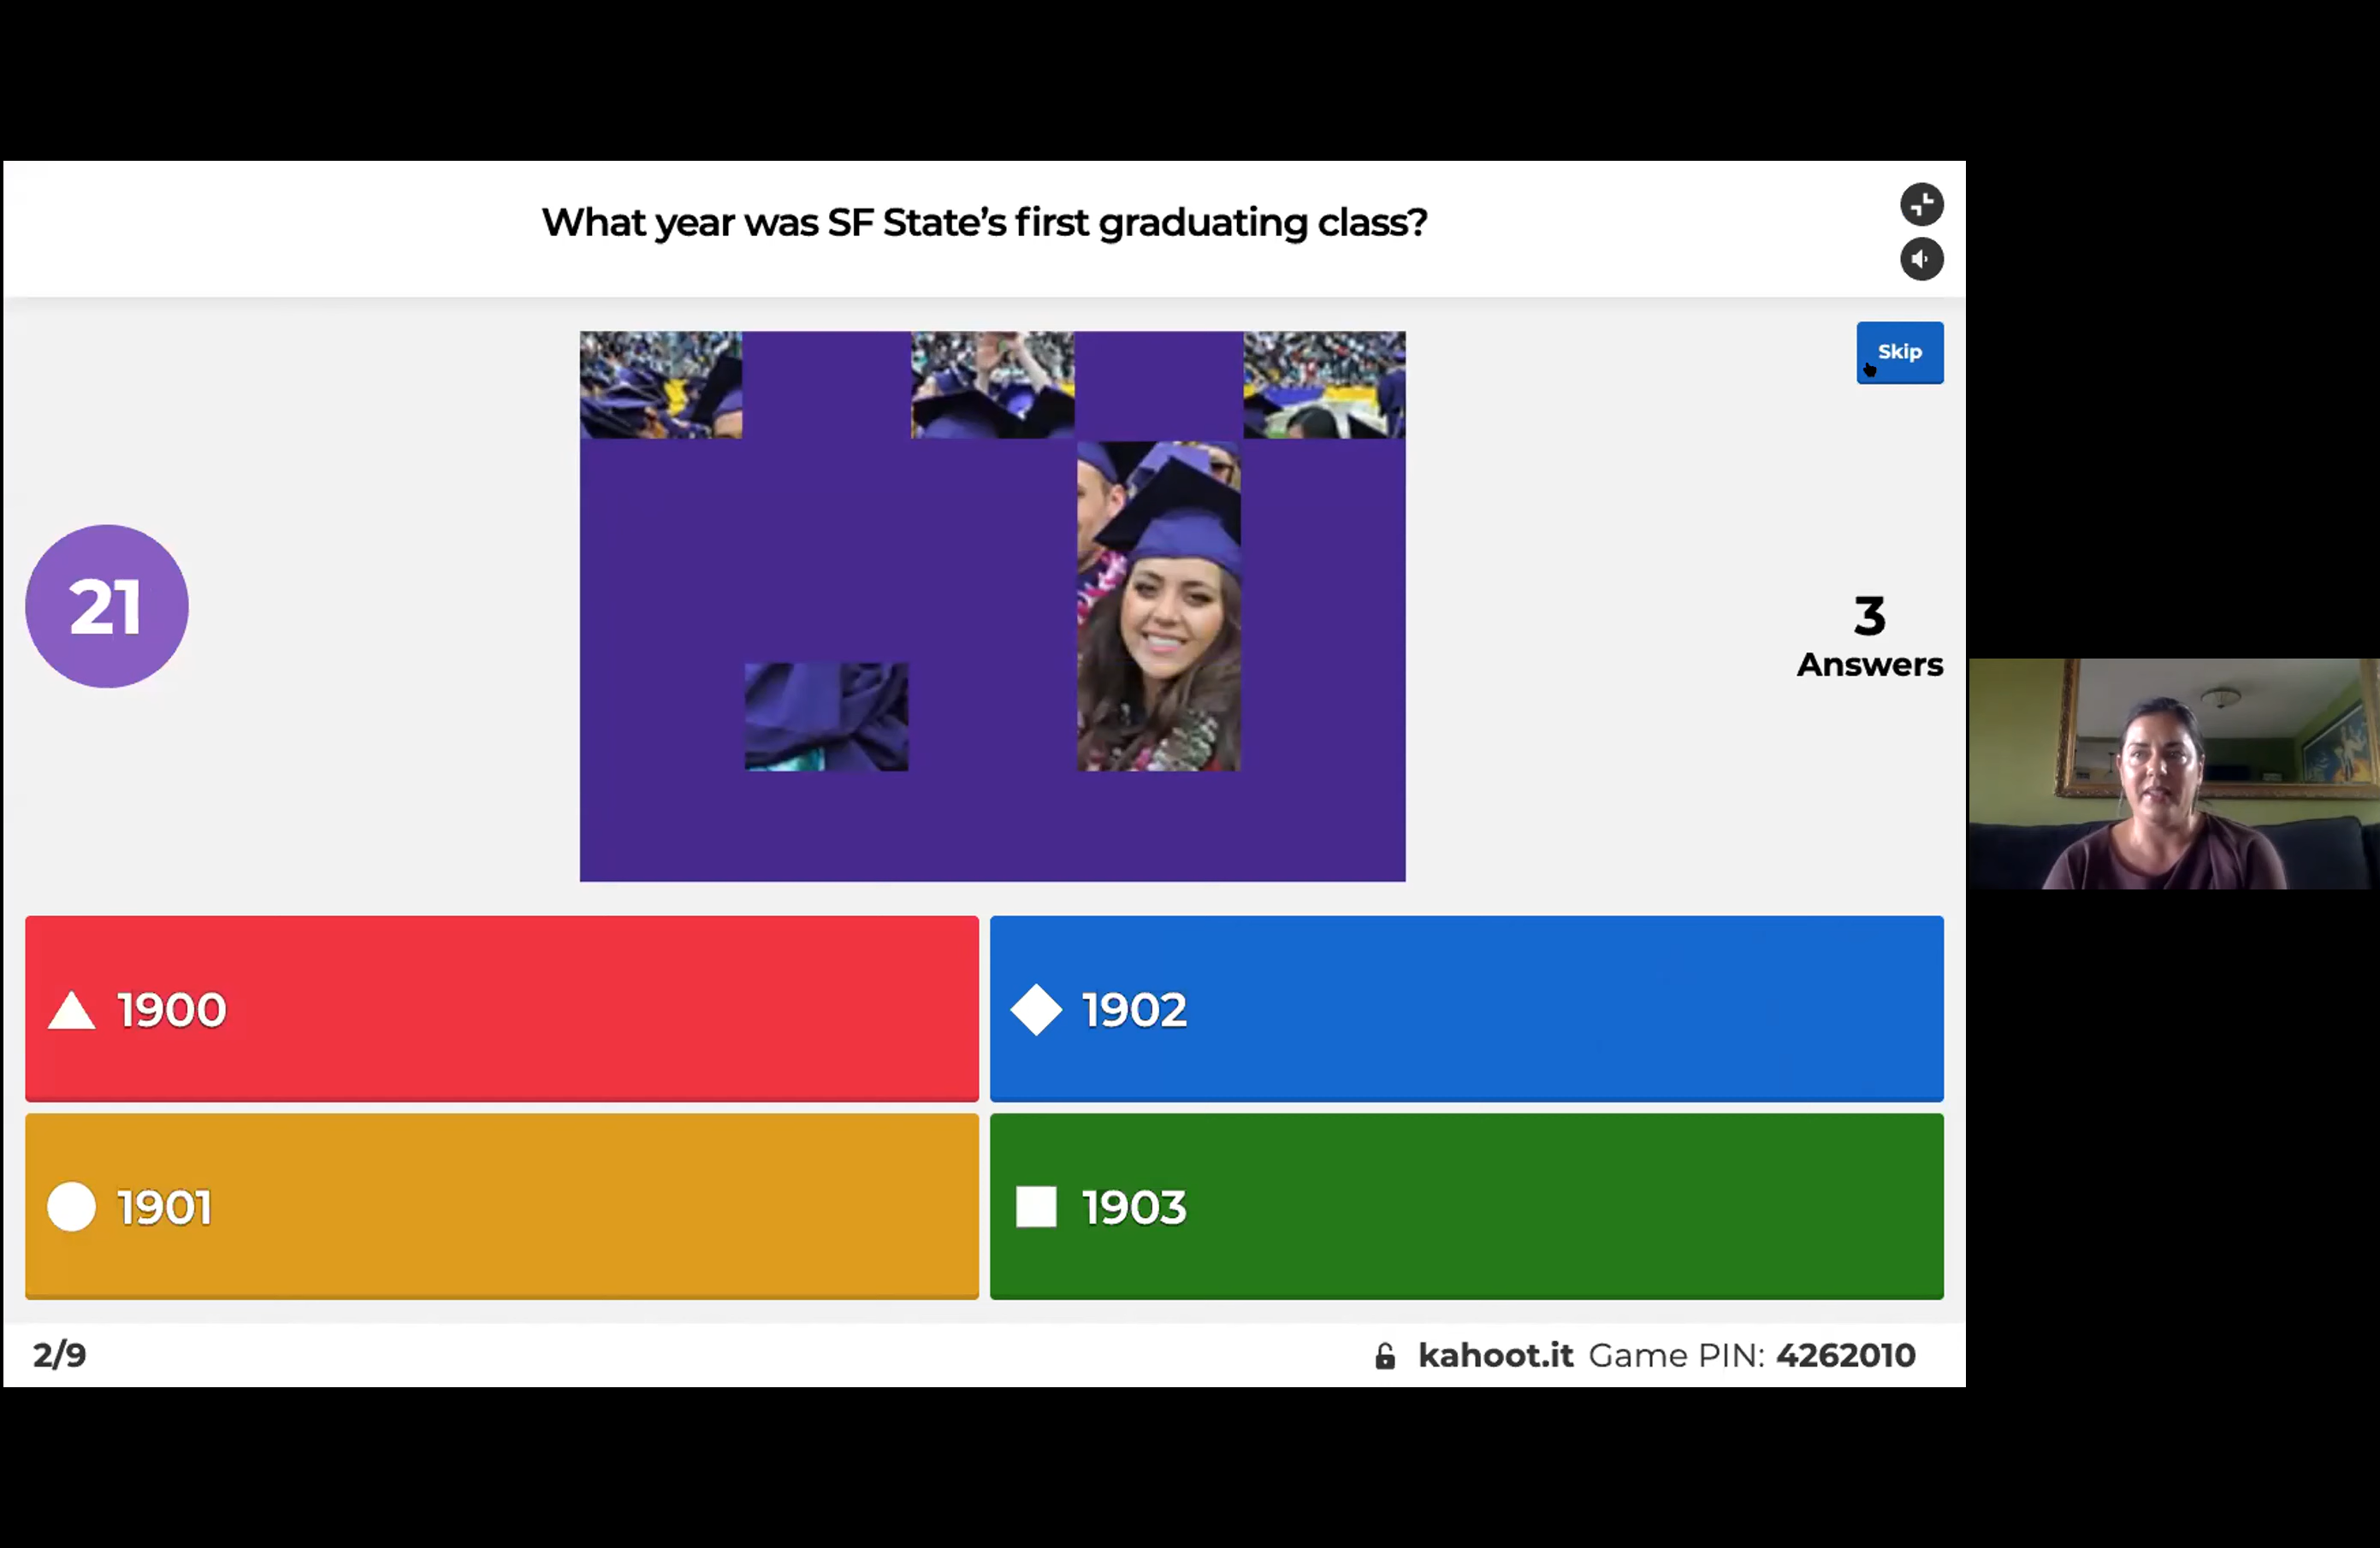 What year was SF State’s first graduating class?
Skip
21
3
Answers
1900
1902
1901
1903
2/9
kahoot.it Game PIN: 4262010